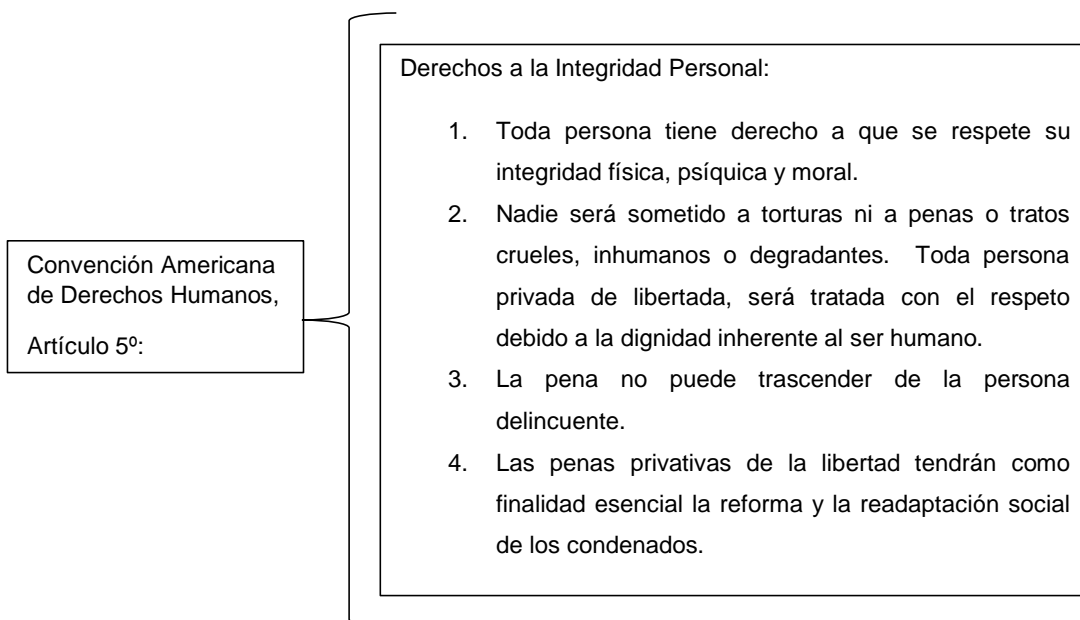 Convención Americana
de Derechos Humanos,
Artículo 5º:
Derechos a la Integridad Personal:
1. Toda persona tiene derecho a que se respete su
integridad física, psíquica y moral.
2. Nadie será sometido a torturas ni a penas o tratos
crueles, inhumanos o degradantes. Toda persona
privada de libertada, será tratada con el respeto
debido a la dignidad inherente al ser humano.
3. La pena no puede trascender de la persona
delincuente.
4. Las penas privativas de la libertad tendrán como
finalidad esencial la reforma y la readaptación social
de los condenados.